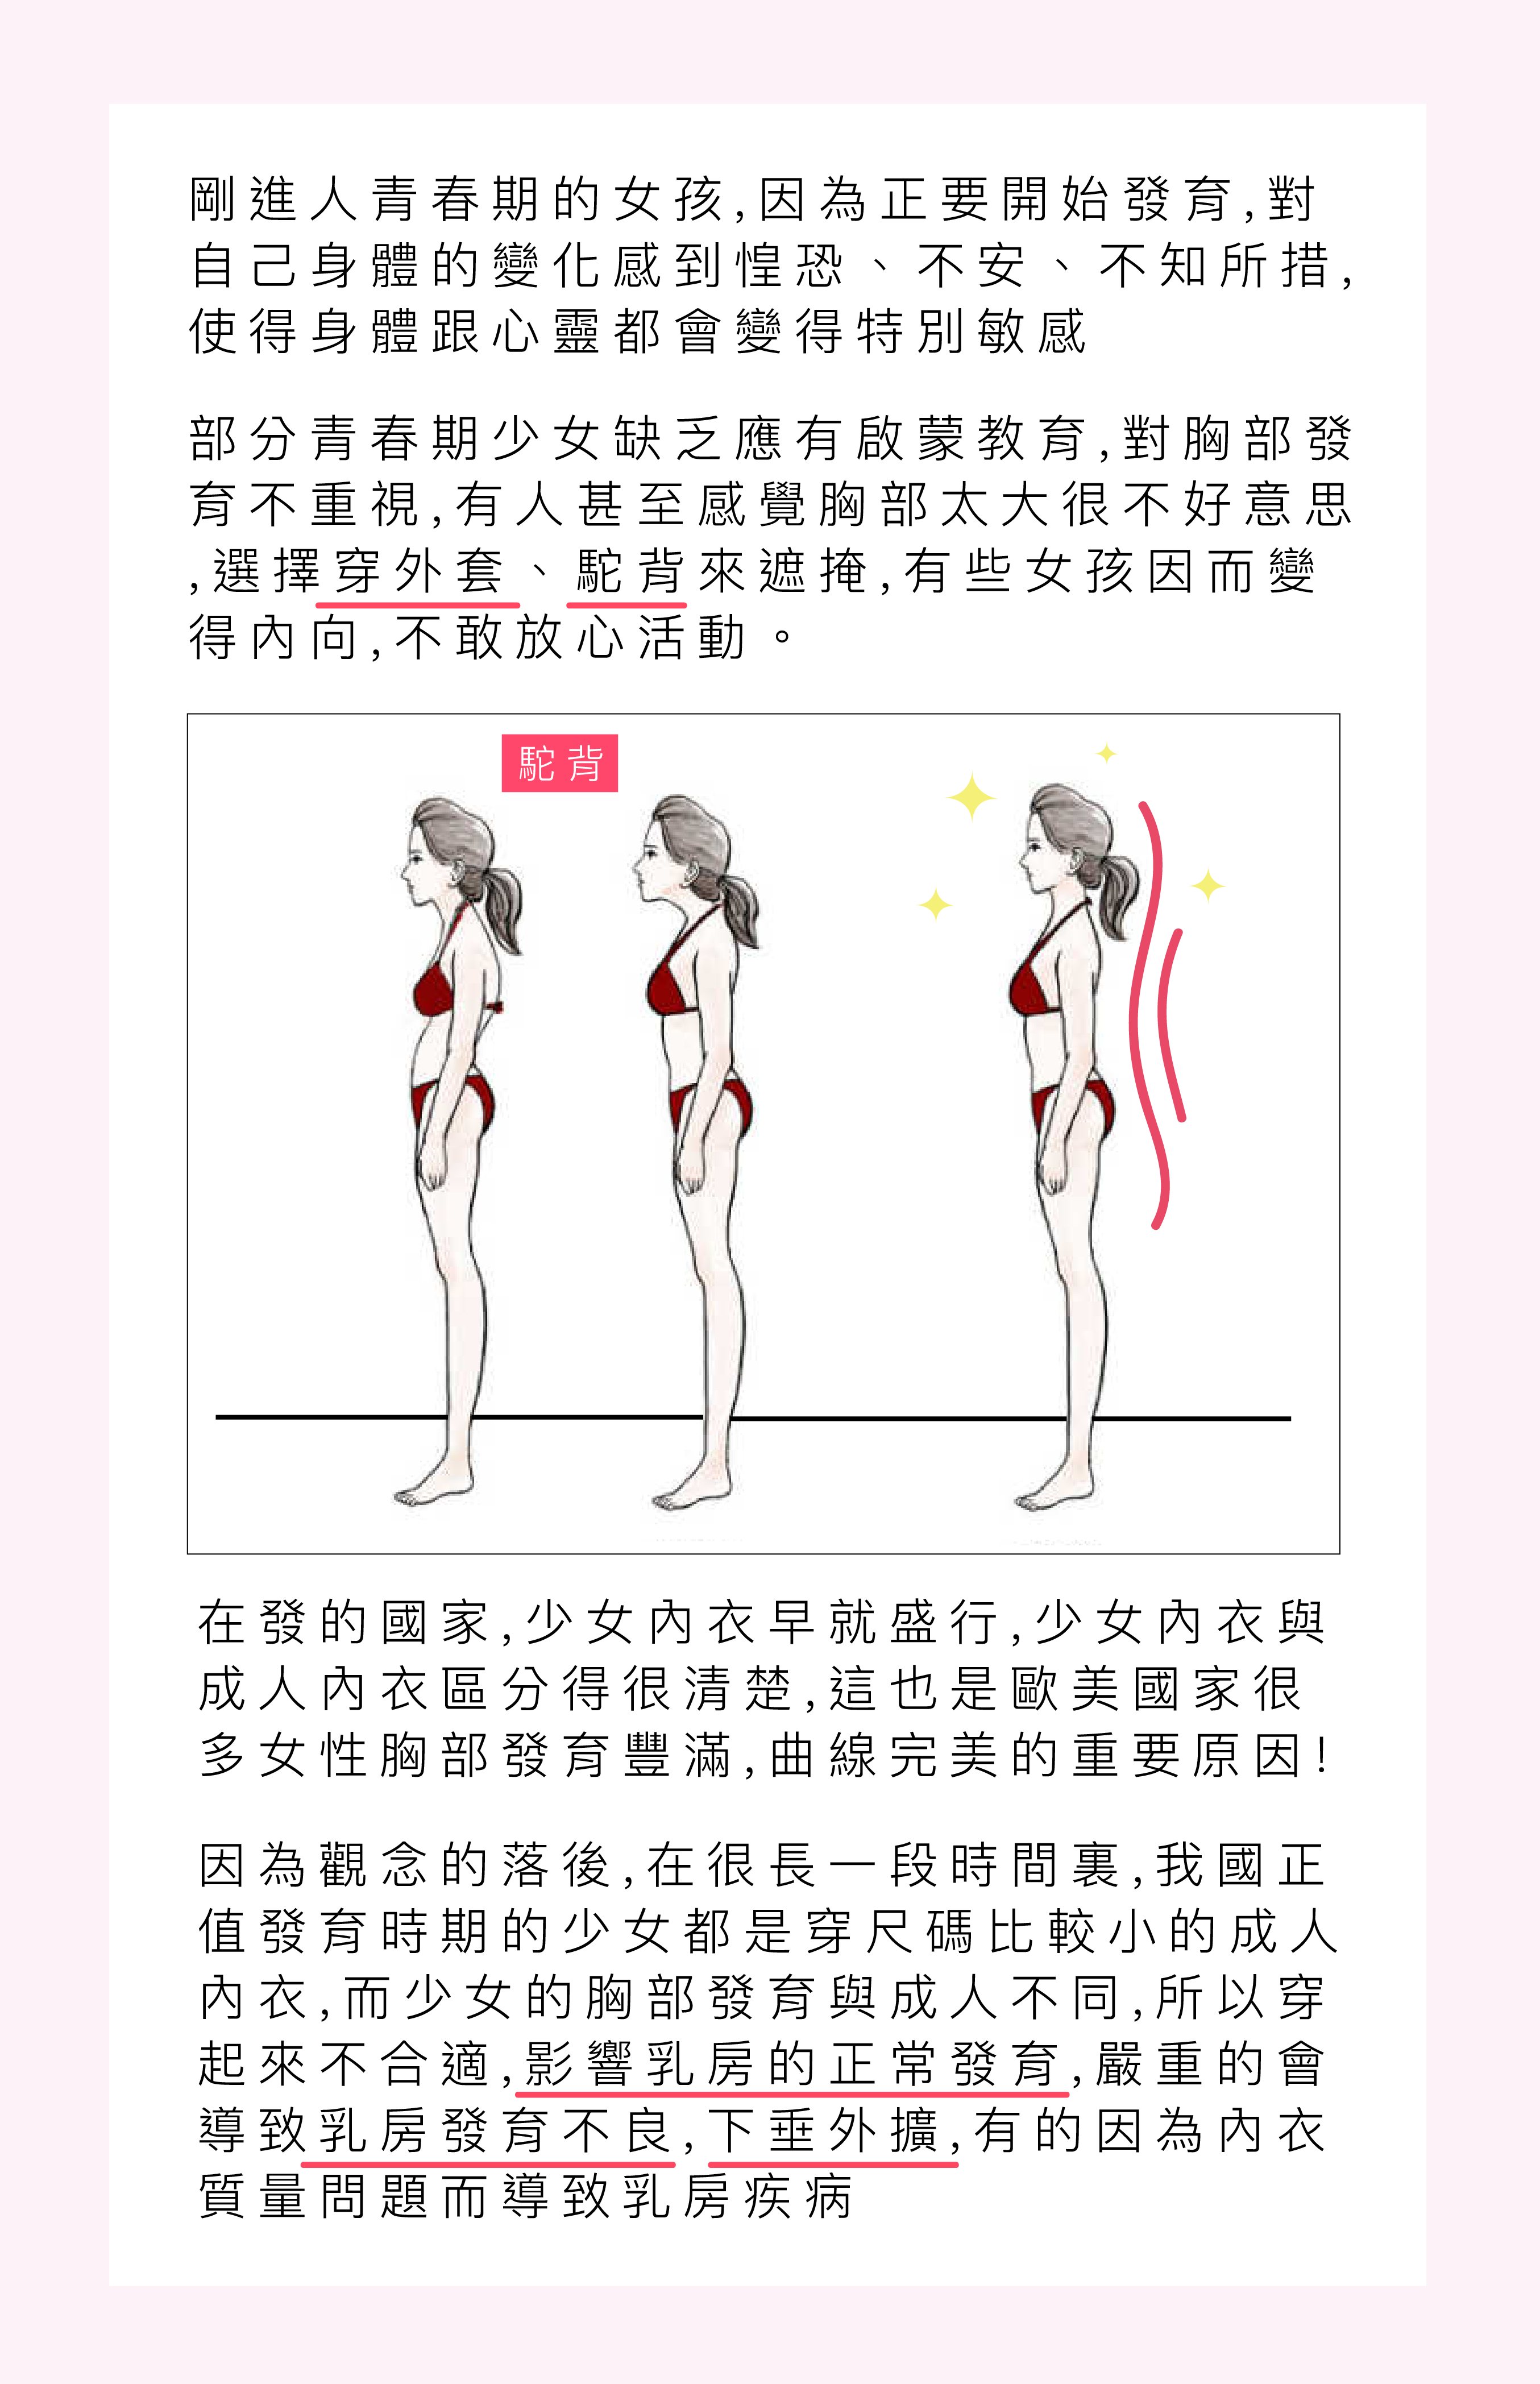 剛進人青春期的女孩,因為正要開始發育,對
自己身體的變化感到惶恐、不安、不知所措,
使得身體跟心靈都會變得特別敏感
部分青春期少女缺乏應有啟蒙教育,對胸部發
育不重視,有人甚至感覺胸部太大很不好意思
,選擇穿外套、駝背來遮掩,有些女孩因而變
得內向,不敢放心活動。
駝背
在發的國家,少女內衣早就盛行,少女內衣與
成人內衣區分得很清楚,這也是歐美國家很
多女性胸部發育豐滿,曲線完美的重要原因!
因為觀念的落後,在很長一段時間裏,我國正
值發育時期的少女都是穿尺碼比較小的成人
內衣,而少女的胸部發育與成人不同,所以穿
起來不合適,影響乳房的正常發育,嚴重的會
導致乳房發育不良,下垂外擴,有的因為內衣
質量問題而導致乳房疾病